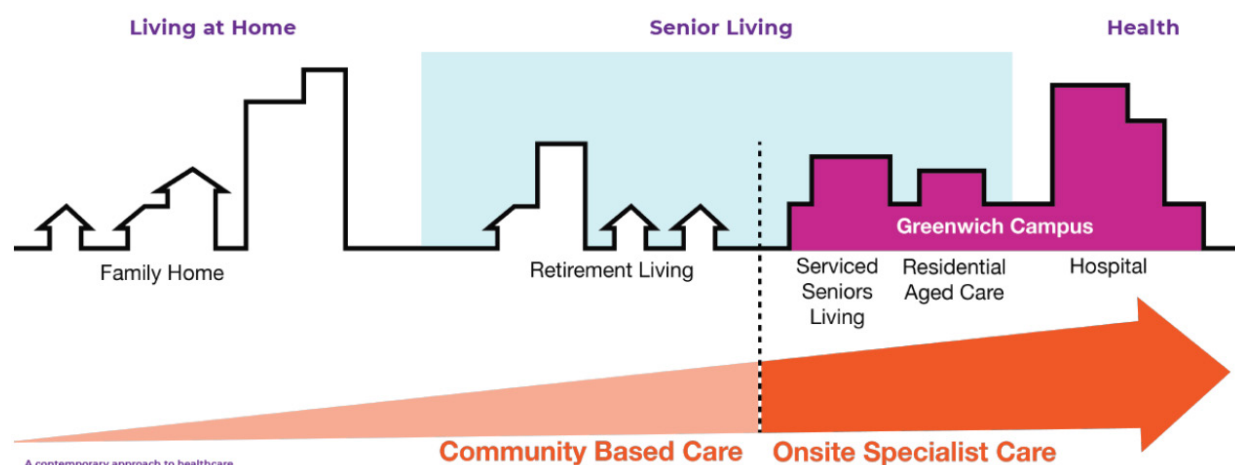 Living at Home
Senior Living
Health
Greenwich Campus
Family Home
Retirement Living
Serviced
Seniors
Living
Residential
Aged Care
Hospital
Community Based Care
Onsite Specialist Care
A contemporary approach to healthcare